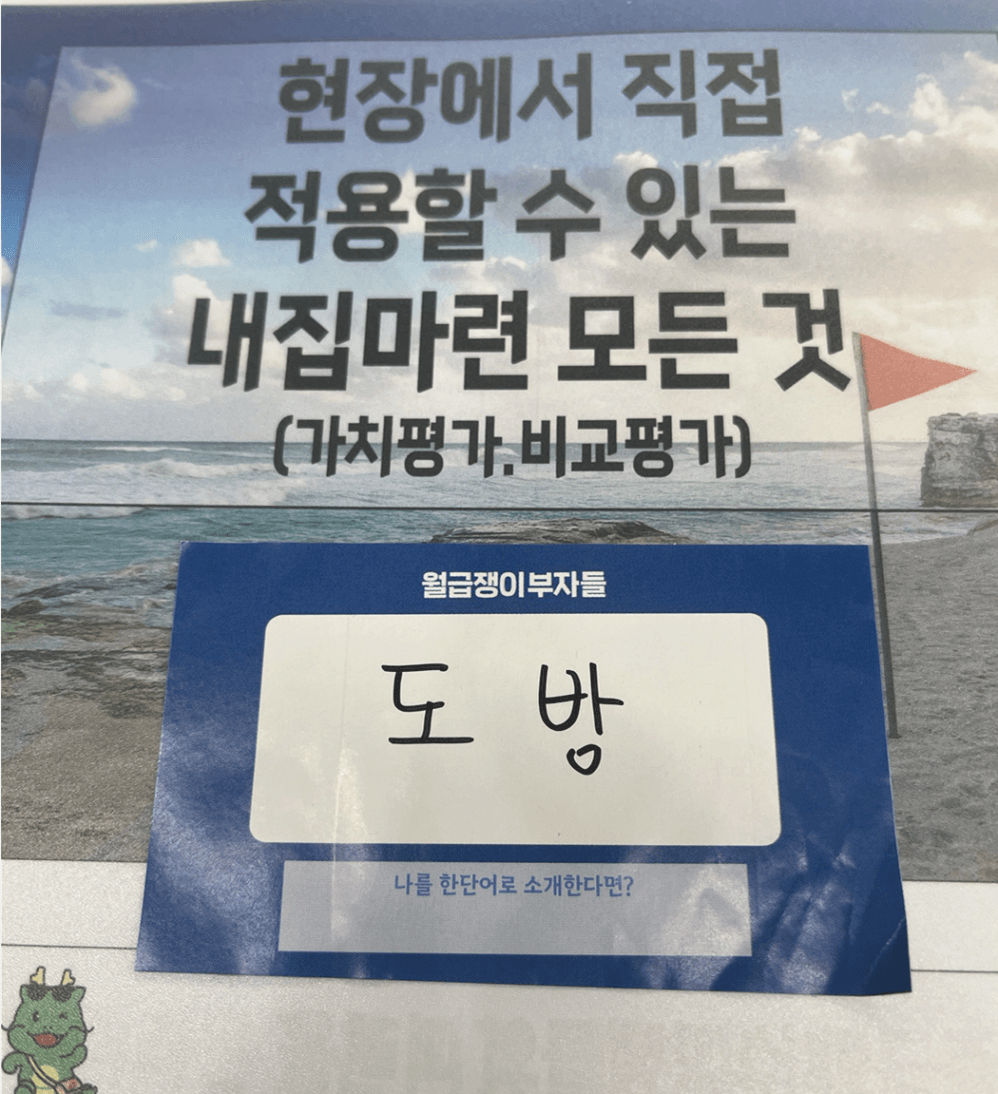 현장에서 직접
적용할 수 있는
내집마련 모든 것
(가치평가.비교평가)
월급쟁이부자들
도 방
나를 한단어로 소개한다면?